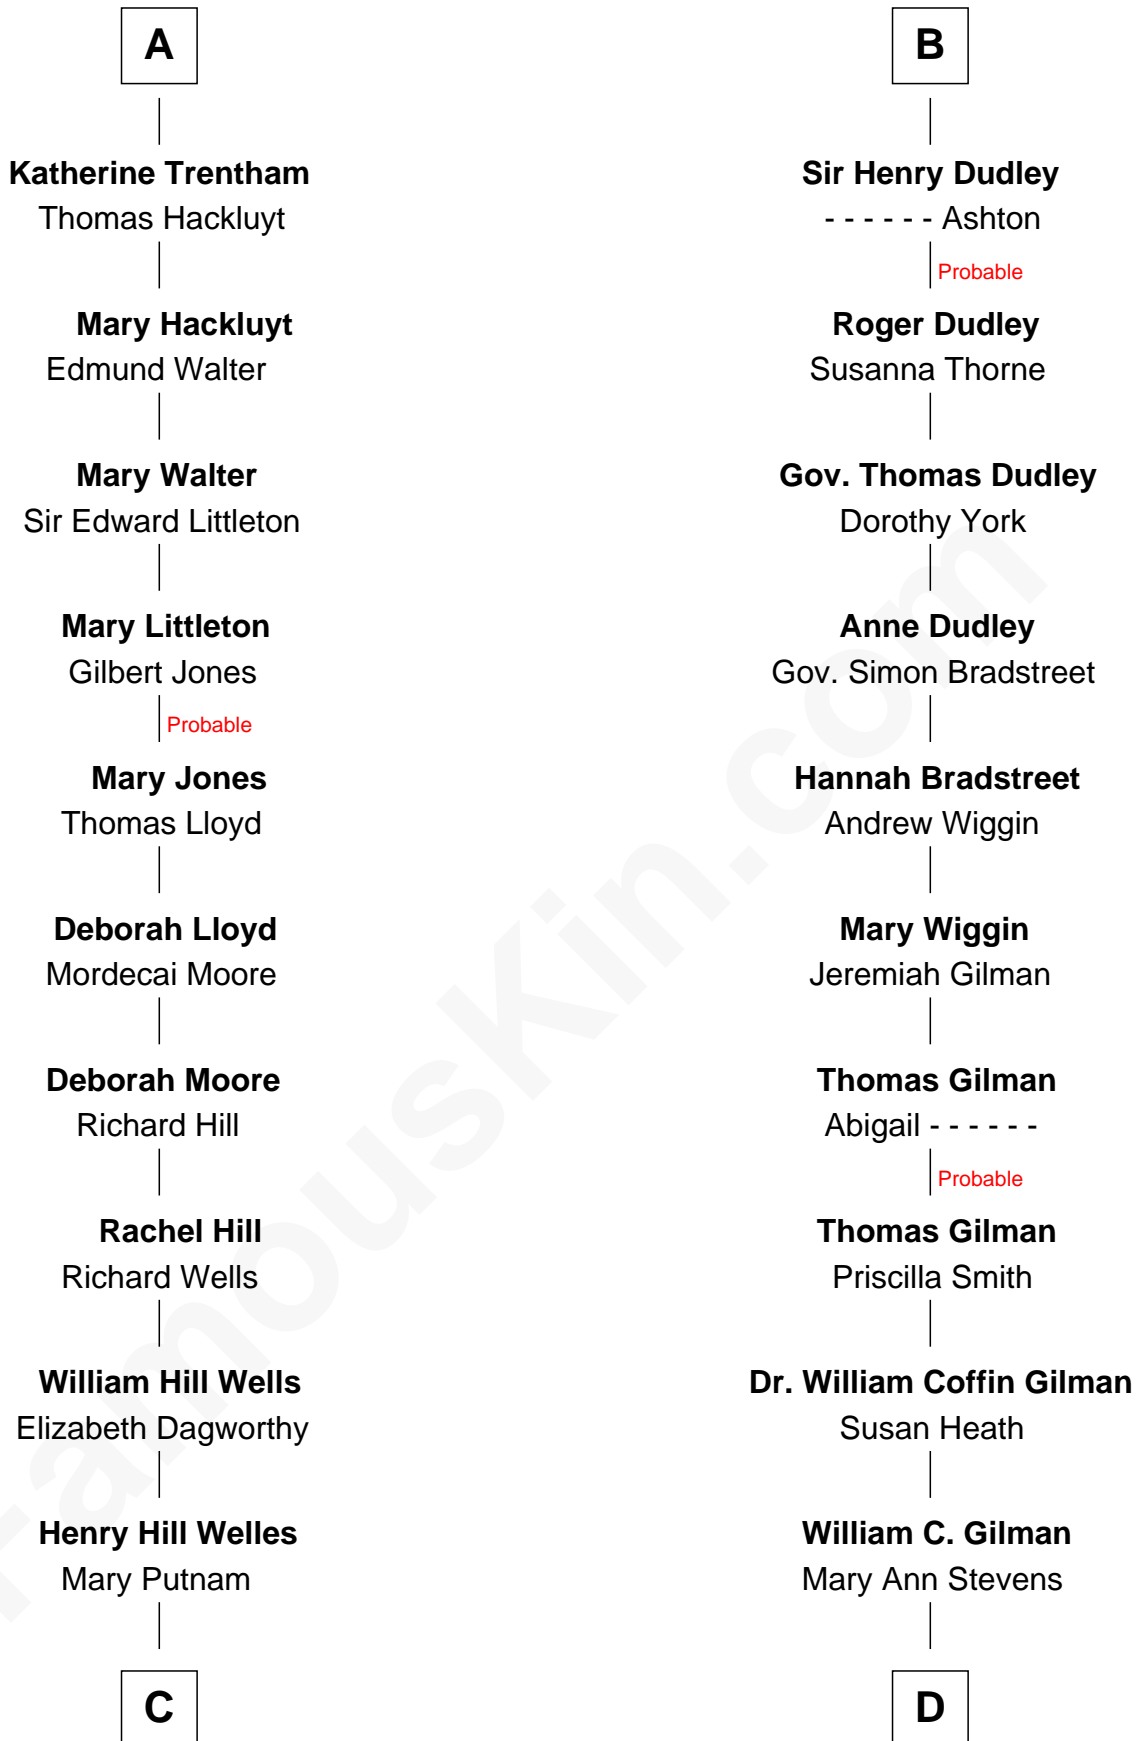 A
Katherine Trentham
Thomas Hackluyt
Mary Hackluyt
Edmund Walter
Mary Walter
Sir Edward Littleton
Mary Littleton
Gilbert Jones
Probable
Mary Jones
Thomas Lloyd
Deborah Lloyd
Mordecai Moore
Deborah Moore
Richard Hill
Rachel Hill
Richard Wells
William Hill Wells
Elizabeth Dagworthy
Henry Hill Welles
Mary Putnam
C
B
Sir Henry Dudley
- - - - - - Ashton
Probable
Roger Dudley
Susanna Thorne
Gov. Thomas Dudley
Dorothy York
Anne Dudley
Gov. Simon Bradstreet
Hannah Bradstreet
Andrew Wiggin
Mary Wiggin
Jeremiah Gilman
Thomas Gilman
Abigail - - - - - -
Probable
Thomas Gilman
Priscilla Smith
Dr. William Coffin Gilman
Susan Heath
William C. Gilman
Mary Ann Stevens
D
FamousKin.com